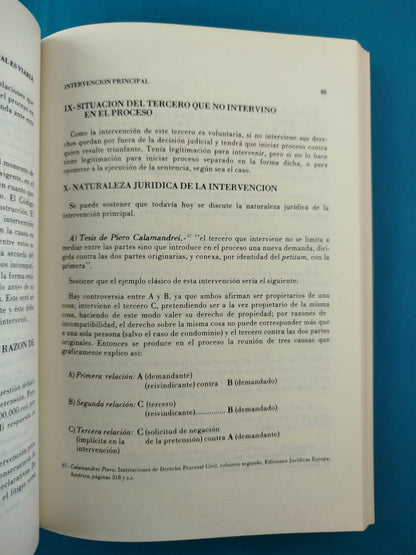 AL ES VIABLE
INTERVENCION PRINCIPAL
85
IX- SITUACION DEL TERCERO QUE NO INTERVINO
EN EL PROCESO
Como la intervención de este tercero es voluntaria, si no interviene sus dere-
chos quedan por fuera de la decisión judicial y tendrá que iniciar proceso contra
quien resulte triunfante. Tenía legitimación para intervenir, pero si no lo hace
tiene legitimación para iniciar proceso separado en la forma dicha, o para
oponerse a la ejecución de la sentencia, según sea el caso.
X- NATURALEZA JURIDICA DE LA INTERVENCION
Se puede sostener que todavía hoy se discute la naturaleza jurídica de la
intervención principal.
A) Tesis de Piero Calamandrei.-67 "el tercero que interviene no se limita a
mediar entre las partes sino que introduce en el proceso una nueva demanda, diri-
gida contra las dos partes originarias, y conexa, por identidad del petitum, con la
primera".
Sostiene que el ejemplo clásico de esta intervención sería el siguiente:
Hay controversia entre A y B, ya que ambos afirman ser propietarios de una
cosa; interviene el tercero C, pretendiendo ser a la vez propietario de la misma
cosa, haciendo de este modo valer su derecho de propiedad; por razones de
incompatibilidad, el derecho sobre la misma cosa no puede corresponder más que
a una sola persona (salvo el caso de condominio) y el tercero contra las dos partes
originarias. Entonces se produce en el proceso la reunión de tres causas que
gráficamente explico así:
A) Primera relación: A (demandante)
(reivindicante) contra B (demandado)
B) Segunda relación: C (tercero)
(reivindicante).............. B (demandado)
C) Tercera relación: C (solicitud de negación
(implícita en la de la pretensión) contra A (demandante)
intervención)
67.- Calamandrei Piero, Instituciones de Derecho Procesal Civil, volumen segundo, Ediciones Jurídicas Europa-
América, páginas 318 y s.s.